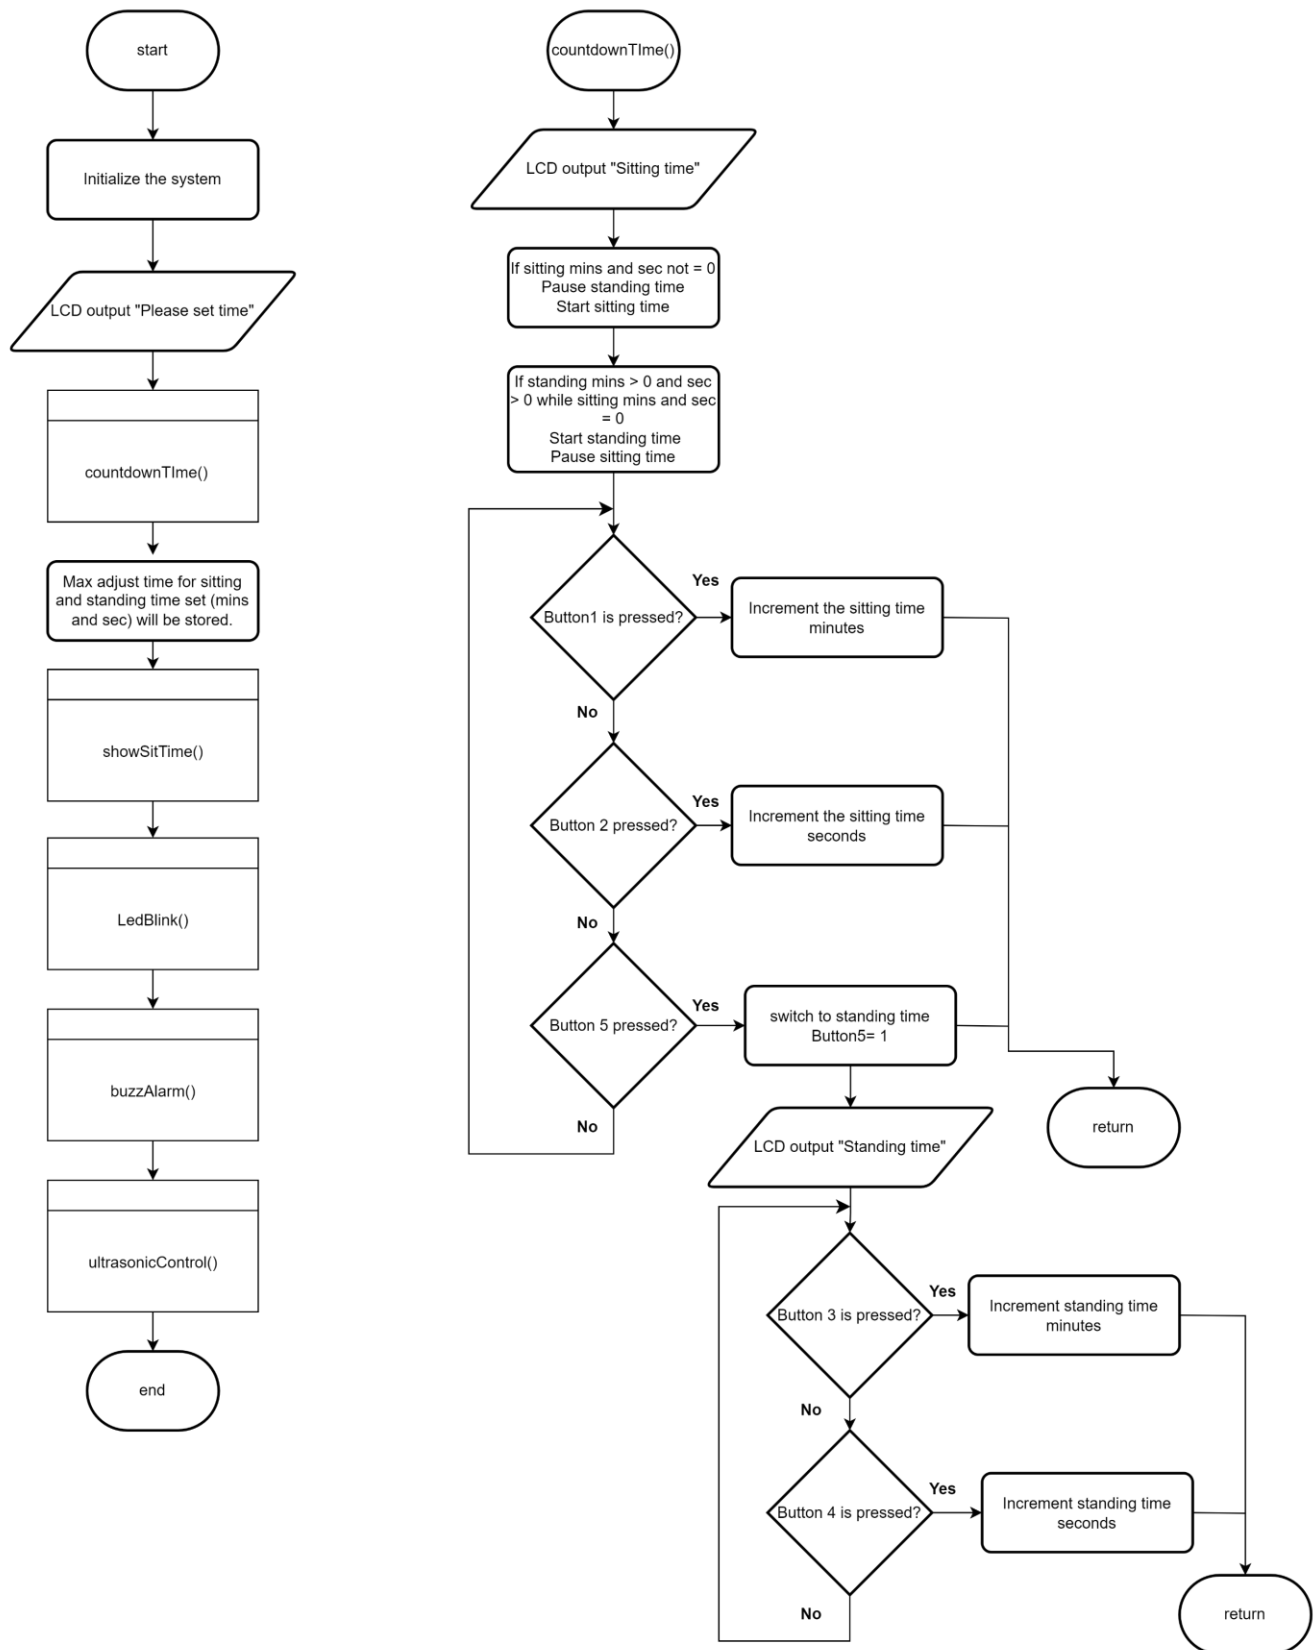 start
Initialize the system
LCD output "Please set time"
countdownTIme()
Max adjust time for sitting
and standing time set (mins
and sec) will be stored.
showSitTime()
LedBlink()
buzzAlarm()
ultrasonicControl()
end
countdownTIme()
LCD output "Sitting time"
If sitting mins and sec not = 0
Pause standing time
Start sitting time
If standing mins > 0 and sec
> 0 while sitting mins and sec
= 0
Start standing time
Pause sitting time
Button1 is pressed?
Yes
Increment the sitting time
minutes
No
Button 2 pressed?
Yes
Increment the sitting time
seconds
No
Button 5 pressed?
Yes
switch to standing time
Button5= 1
No
return
LCD output "Standing time"
Button 3 is pressed?
Yes
Increment standing time
minutes
No
Button 4 is pressed?
Yes
Increment standing time
seconds
No
return